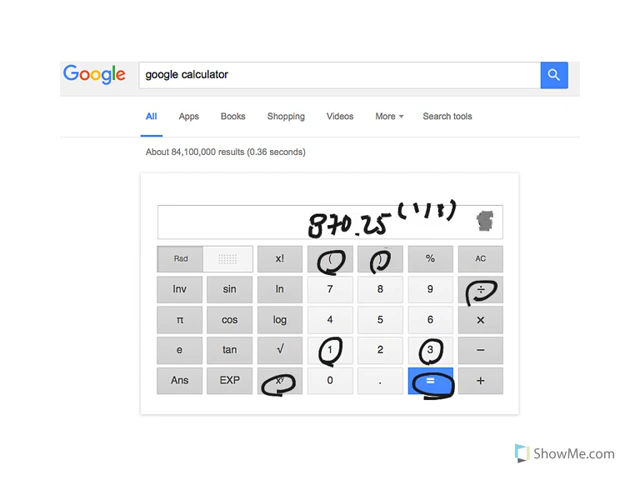 Google google calculator
All Apps Books Shopping Videos More Search tools
About 84,100,000 results (0.36 seconds)
870.25(1/3)
Rad x! ( ) % AC
Inv sin ln 7 8 9 ÷
π cos log 4 5 6 ×
e tan √ 1 2 3 −
Ans EXP xʸ 0 . = +
ShowMe.com